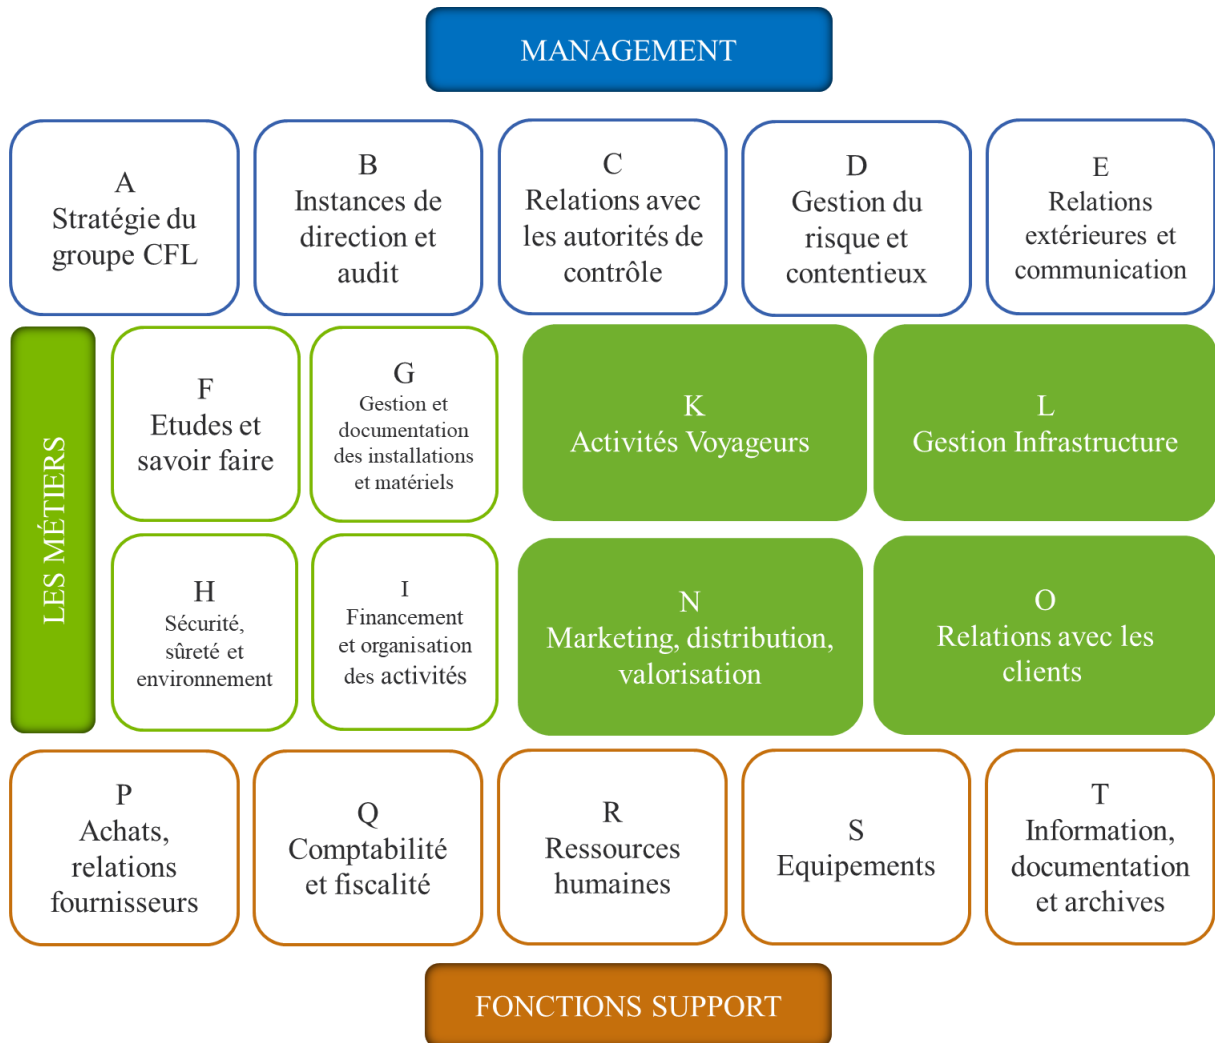 MANAGEMENT
A
Stratégie du
groupe CFL
B
Instances de
direction et
audit
C
Relations avec
les autorités de
contrôle
D
Gestion du
risque et
contentieux
E
Relations
extérieures et
communication
LES MÉTIERS
F
Etudes et
savoir faire
G
Gestion et
documentation
des installations
et matériels
K
Activités Voyageurs
L
Gestion Infrastructure
H
Sécurité,
sûreté et
environnement
I
Financement
et organisation
des activités
N
Marketing, distribution,
valorisation
O
Relations avec les
clients
P
Achats,
relations
fournisseurs
Q
Comptabilité
et fiscalité
R
Ressources
humaines
S
Equipements
T
Information,
documentation
et archives
FONCTIONS SUPPORT